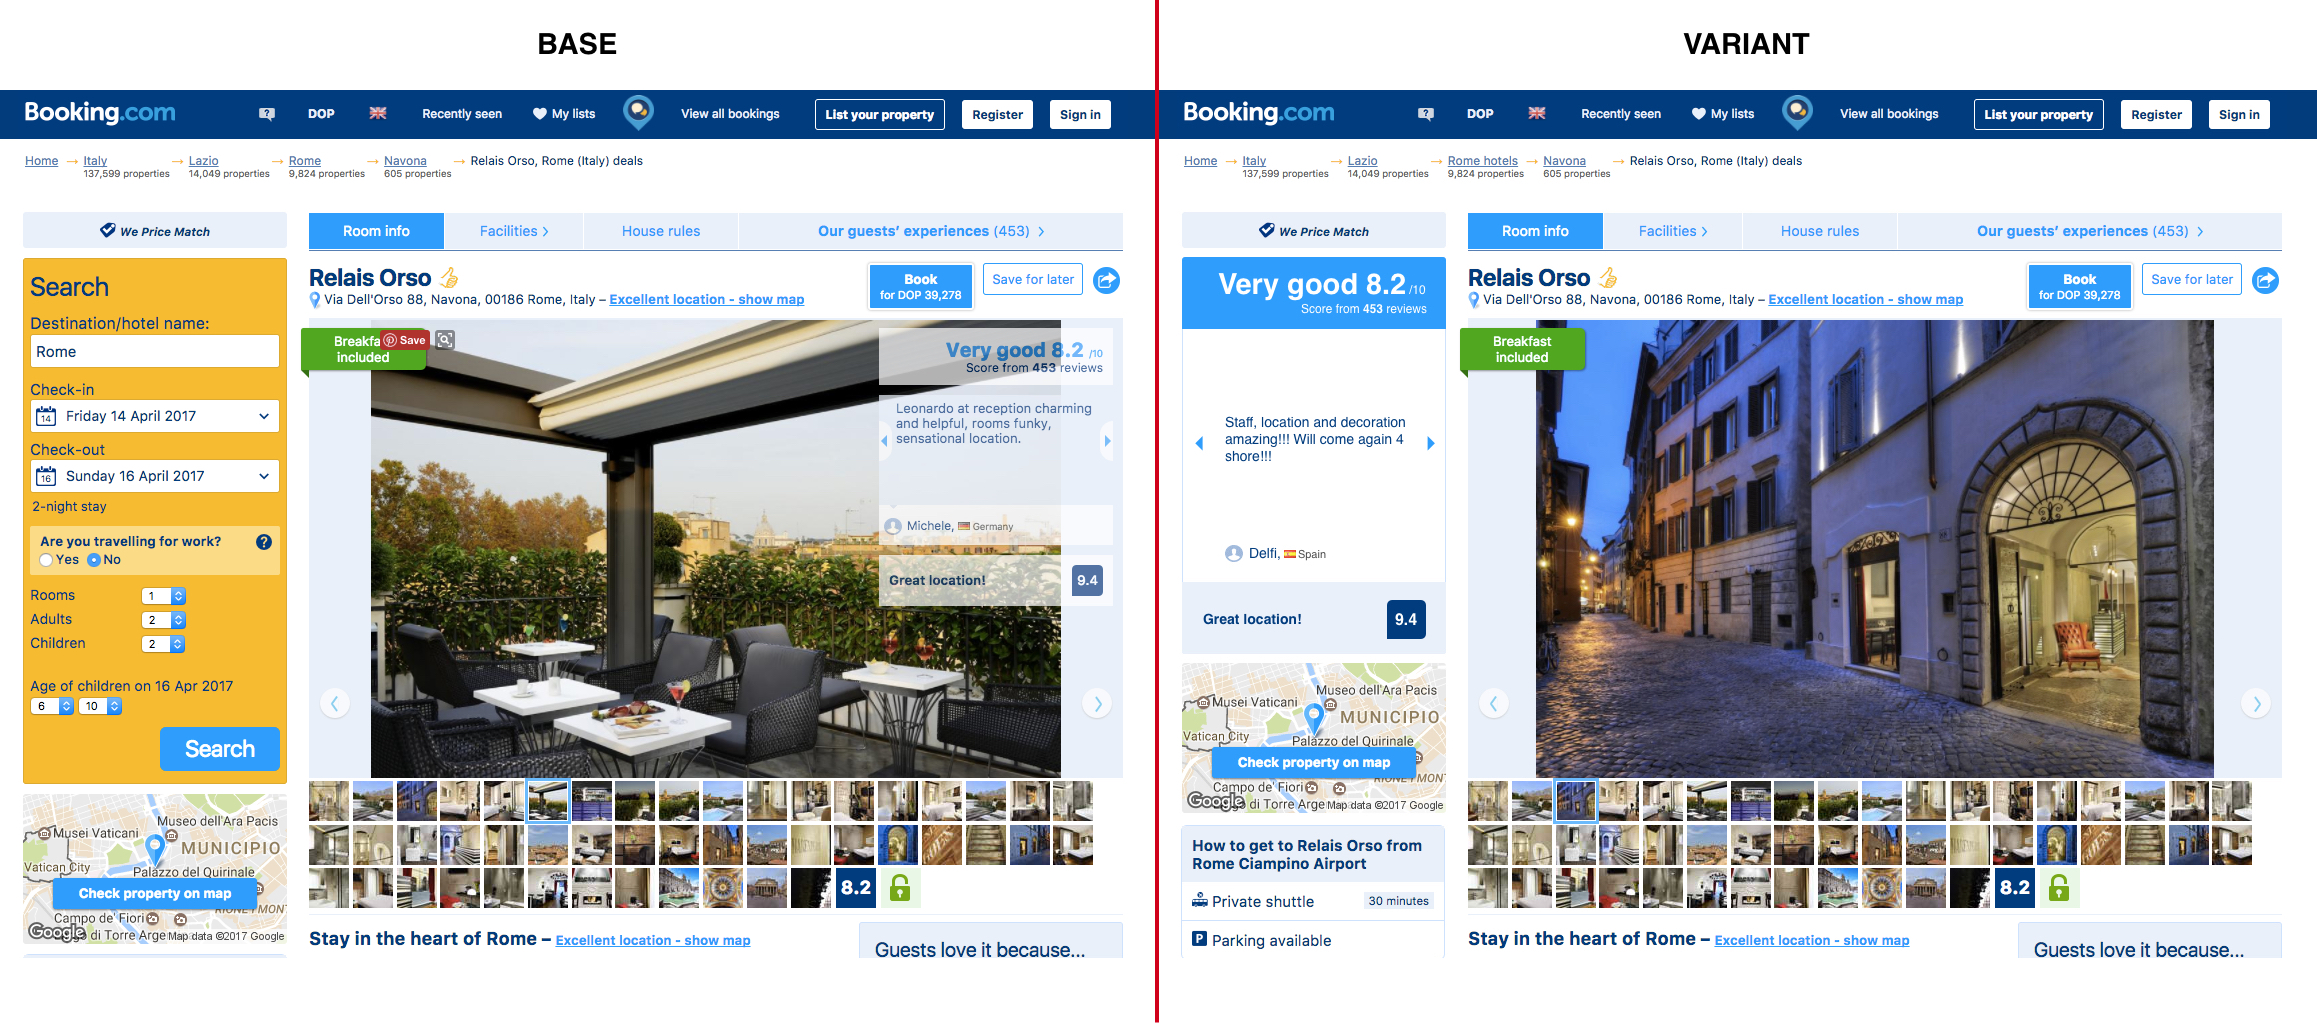 BASE
Booking.com
DOP
Recently seen
My lists
View all bookings
List your property
Register
Sign in
Home → Italy → Lazio → Rome → Navona → Relais Orso, Rome (Italy) deals
137,599 properties 14,049 properties 9,824 properties 605 properties
We Price Match
Room info
Facilities >
House rules
Our guests' experiences (453) >
Search
Destination/hotel name:
Rome
Check-in
14 Friday 14 April 2017
Check-out
16 Sunday 16 April 2017
2-night stay
Are you travelling for work? ?
Yes No
Rooms 1
Adults 2
Children 2
Age of children on 16 Apr 2017
6 10
Search
Relais Orso
Via Dell'Orso 88, Navona, 00186 Rome, Italy – Excellent location - show map
Book
for DOP 39,278
Save for later
Breakfa
included
Save
Very good 8.2 /10
Score from 453 reviews
Leonardo at reception charming
and helpful, rooms funky,
sensational location.
Michele, Germany
Great location! 9.4
8.2
Museo dell'Ara Pacis
Musei Vaticani
MUNICIPIO
Vatican City
Palazzo del Quirinale
Check property on map
Campo de' Fiori
Google
di Torre Arge Map data ©2017 Google
Stay in the heart of Rome – Excellent location - show map
Guests love it because...
VARIANT
Booking.com
DOP
Recently seen
My lists
View all bookings
List your property
Register
Sign in
Home → Italy → Lazio → Rome hotels → Navona → Relais Orso, Rome (Italy) deals
137,599 properties 14,049 properties 9,824 properties 605 properties
We Price Match
Room info
Facilities >
House rules
Our guests' experiences (453) >
Very good 8.2 /10
Score from 453 reviews
Staff, location and decoration
amazing!!! Will come again 4
shore!!!
Delfi, Spain
Great location! 9.4
Museo dell'Ara Pacis
Musei Vaticani
MUNICIPIO
Vatican City
Palazzo del Quirinale
Check property on map
Campo de' Fiori
Google
di Torre Arge Map data ©2017 Google
How to get to Relais Orso from
Rome Ciampino Airport
Private shuttle 30 minutes
P Parking available
Relais Orso
Via Dell'Orso 88, Navona, 00186 Rome, Italy – Excellent location - show map
Book
for DOP 39,278
Save for later
Breakfast
included
8.2
Stay in the heart of Rome – Excellent location - show map
Guests love it because...